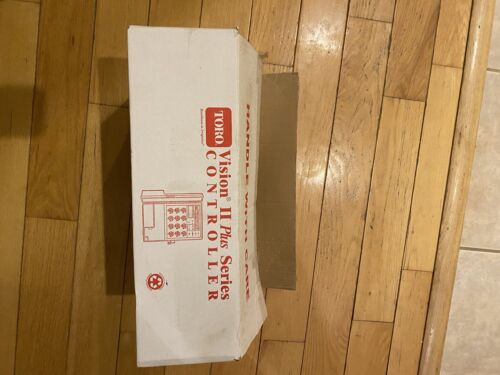 HANDLE WITH CARE
TORO
Vision® II Plus Series
CONTROLLER